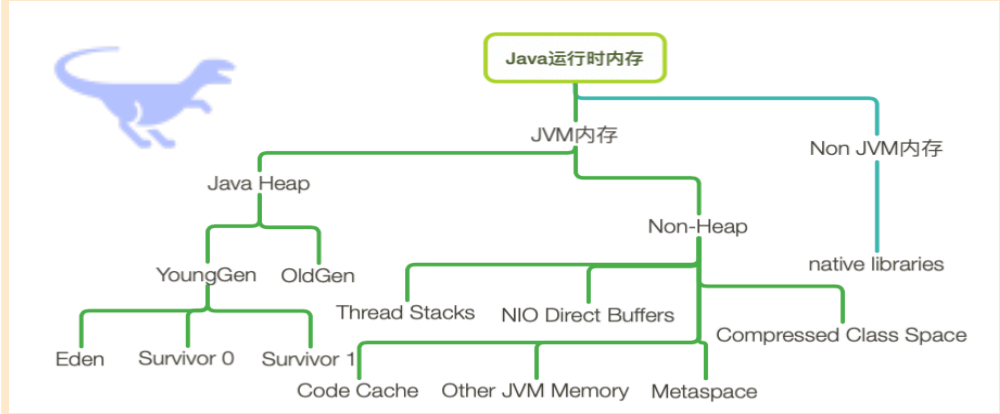 Java运行时内存
JVM内存
Non JVM内存
Java Heap
Non-Heap
native libraries
YoungGen
OldGen
Thread Stacks
NIO Direct Buffers
Compressed Class Space
Eden
Survivor 0
Survivor 1
Code Cache
Other JVM Memory
Metaspace